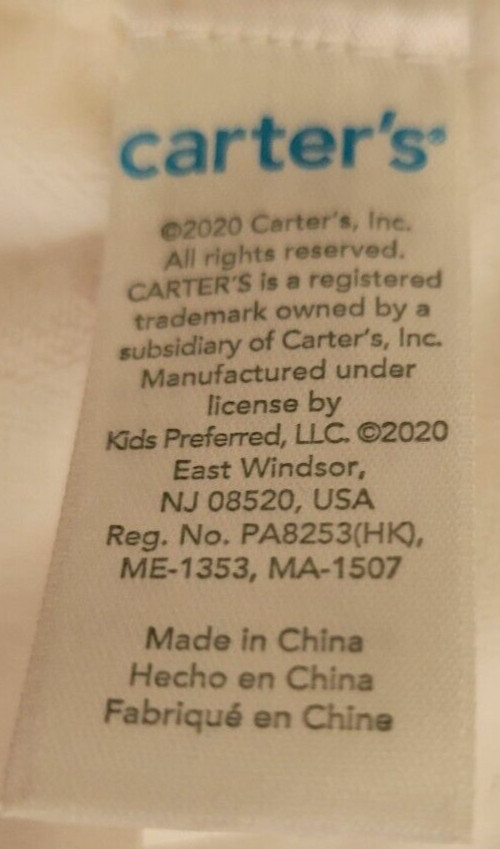 carter's®
©2020 Carter's, Inc.
All rights reserved.
CARTER'S is a registered
trademark owned by a
subsidiary of Carter's, Inc.
Manufactured under
license by
Kids Preferred, LLC. ©2020
East Windsor,
NJ 08520, USA
Reg. No. PA8253(HK),
ME-1353, MA-1507
Made in China
Hecho en China
Fabriqué en Chine